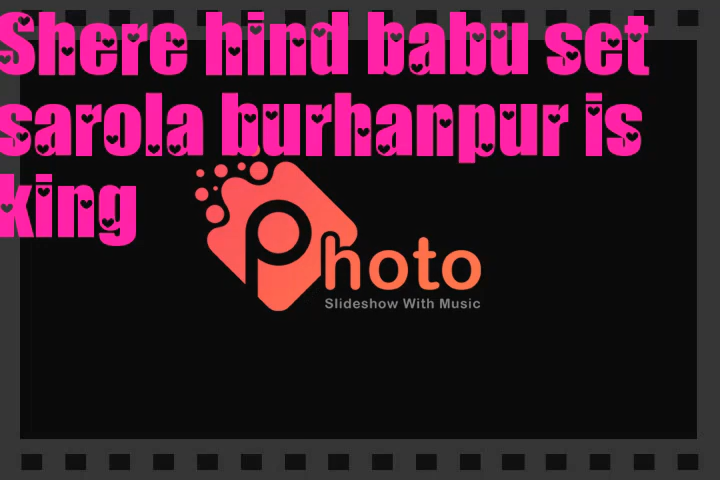 Shere hind babu set
sarola burhanpur is
king
Photo
Slideshow With Music